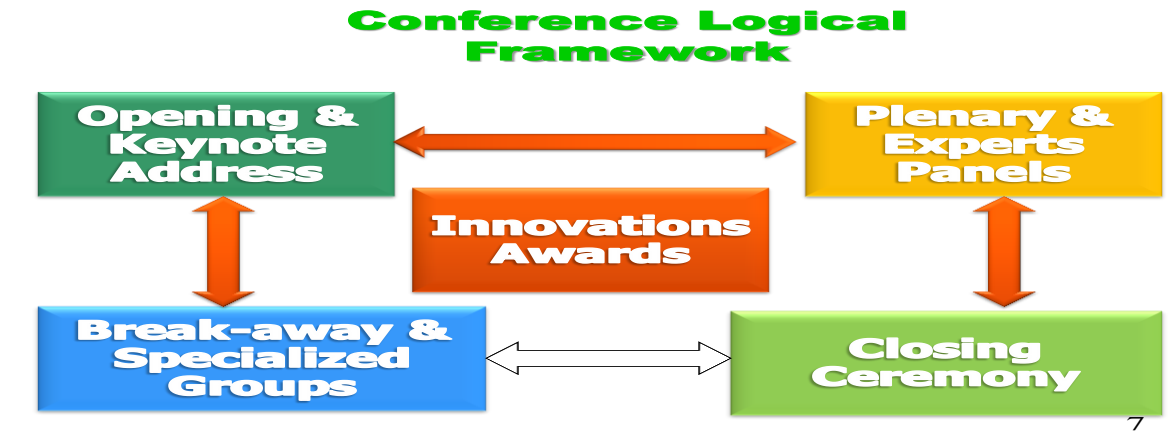 Conference Logical
Framework
Opening &
Keynote
Address
Plenary &
Experts
Panels
Innovations
Awards
Break-away &
Specialized
Groups
Closing
Ceremony
7